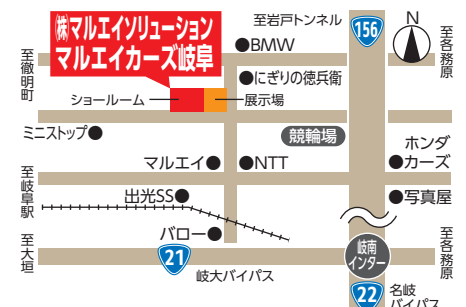 ㈱マルエイソリューション
マルエイカーズ岐阜
至岩戸トンネル
156
N
至各務原
至徹明町
●BMW
●にぎりの徳兵衛
ショールーム
展示場
ミニストップ●
競輪場
ホンダ
●カーズ
マルエイ●
●NTT
至岐阜駅
出光SS●
●写真屋
バロー●
至大垣
21
岐大バイパス
岐南
インター
至各務原
22
名岐
バイパス